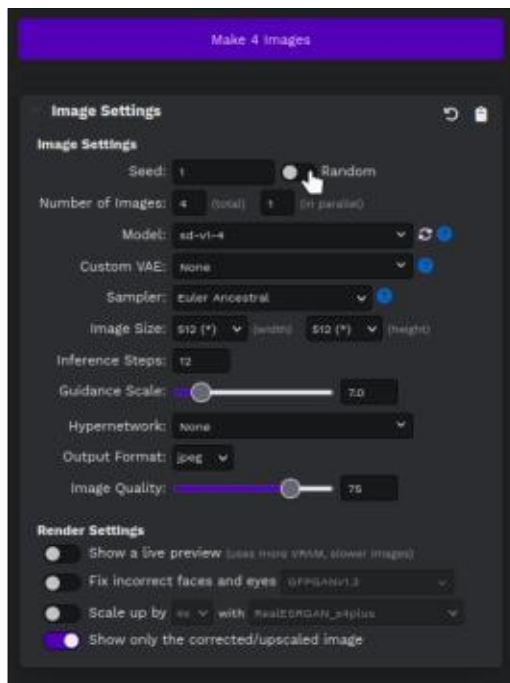 Make 4 Images
Image Settings
Image Settings
Seed: 1 Random
Number of Images: 4 (total) 1 (in parallel)
Model: sd-v1-4
Custom VAE: None
Sampler: Euler Ancestral
Image Size: 512 (*) (width) 512 (*) (height)
Inference Steps: 12
Guidance Scale: 7.0
Hypernetwork: None
Output Format: jpeg
Image Quality: 75
Render Settings
Show a live preview (uses more VRAM, slower images)
Fix incorrect faces and eyes GFPGANv1.3
Scale up by 4x with RealESRGAN_x4plus
Show only the corrected/upscaled image